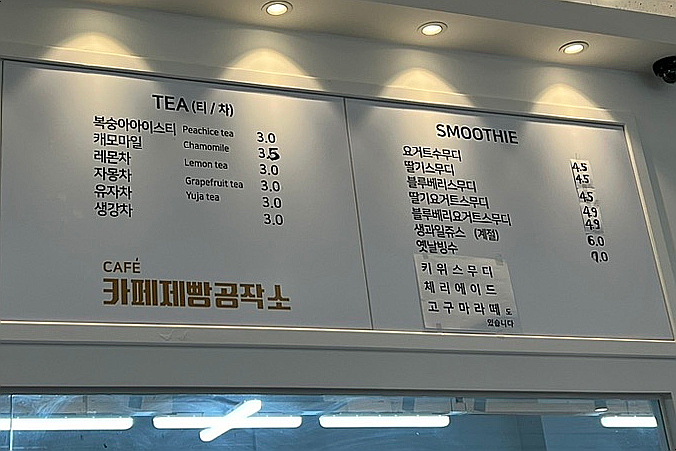 TEA (티 / 차)
복숭아아이스티 Peachice tea 3.0
캐모마일 Chamomile 3.5
레몬차 Lemon tea 3.0
자몽차 Grapefruit tea 3.0
유자차 Yuja tea 3.0
생강차 3.0
CAFÉ
카페제빵공작소
SMOOTHIE
요거트수무디 4.5
딸기스무디 4.5
블루베리스무디 4.5
딸기요거트스무디 4.9
블루베리요거트스무디 4.9
생과일쥬스 (계절) 6.0
옛날빙수 9.0
키위스무디
체리에이드
고구마라떼도
있습니다